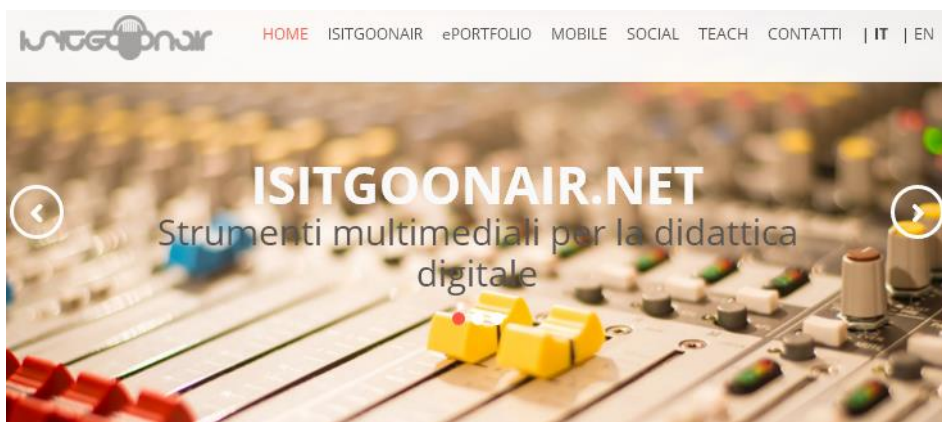 ISITGOONAIR HOME ISITGOONAIR ePORTFOLIO MOBILE SOCIAL TEACH CONTATTI | IT | EN
ISITGOONAIR.NET
Strumenti multimediali per la didattica
digitale